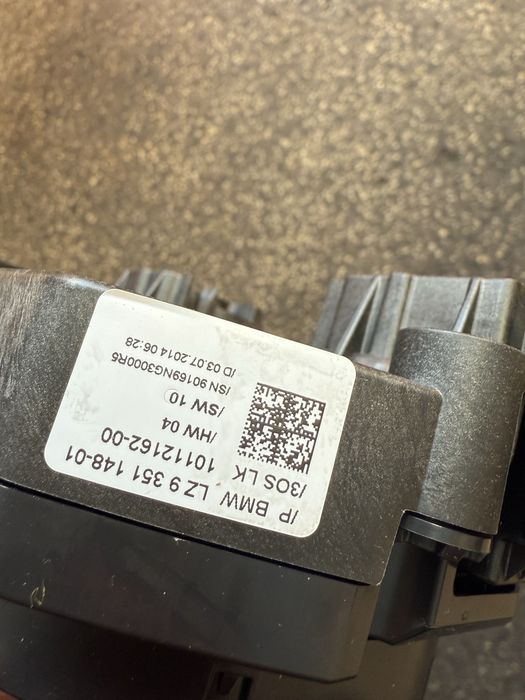 /P BMW LZ 9 351 148-01
/3OS LK 10112162-00
/HW 04
/SW 10
/SN 90169NG3000R5
/D 03.07.2014 06:28